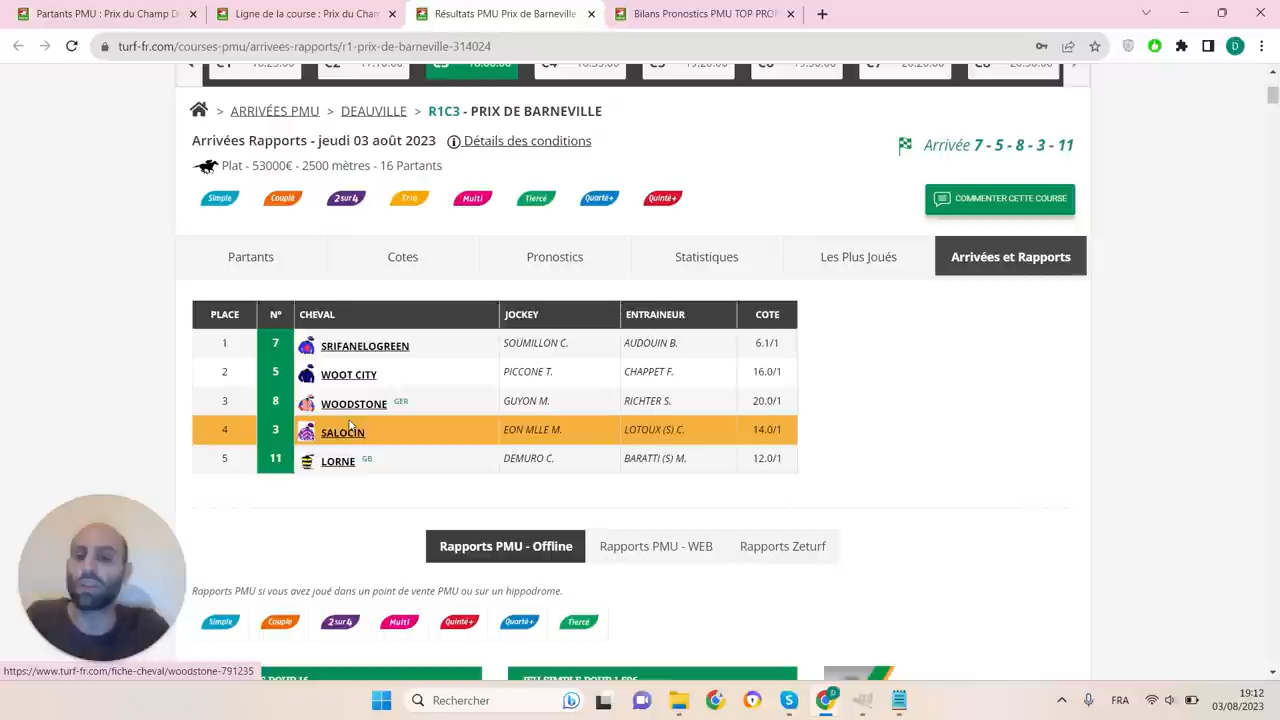 PMU : Prix du Champ D
Ligne du Cheval
Résultats PMU Prix de Barneville
Bilans Pronostics PMU TOP PRO
turf-fr.com/courses-pmu/arrivees-rapports/r1-prix-de-barneville-314024
D
> ARRIVÉES PMU > DEAUVILLE > R1C3 - PRIX DE BARNEVILLE
Arrivées Rapports - jeudi 03 août 2023 Détails des conditions
Arrivée 7 - 5 - 8 - 3 - 11
Plat - 53000€ - 2500 mètres - 16 Partants
Simple Couplé 2sur4 Trio Multi Tiercé Quarté+ Quinté+
COMMENTER CETTE COURSE
Partants Cotes Pronostics Statistiques Les Plus Joués Arrivées et Rapports
PLACE N° CHEVAL JOCKEY ENTRAINEUR COTE
1 7 SRIFANELOGREEN SOUMILLON C. AUDOUIN B. 6.1/1
2 5 WOOT CITY PICCONE T. CHAPPET F. 16.0/1
3 8 WOODSTONE GER GUYON M. RICHTER S. 20.0/1
4 3 SALOCIN EON MLLE M. LOTOUX (S) C. 14.0/1
5 11 LORNE GB DEMURO C. BARATTI (S) M. 12.0/1
Rapports PMU - Offline Rapports PMU - WEB Rapports Zeturf
Rapports PMU si vous avez joué dans un point de vente PMU ou sur un hippodrome.
Simple Couplé 2sur4 Multi Quinté+ Quarté+ Tiercé
https://www.turf-fr.com/fiche-cheval/woodstone-791235
Rechercher
FRA
19:12
03/08/2023